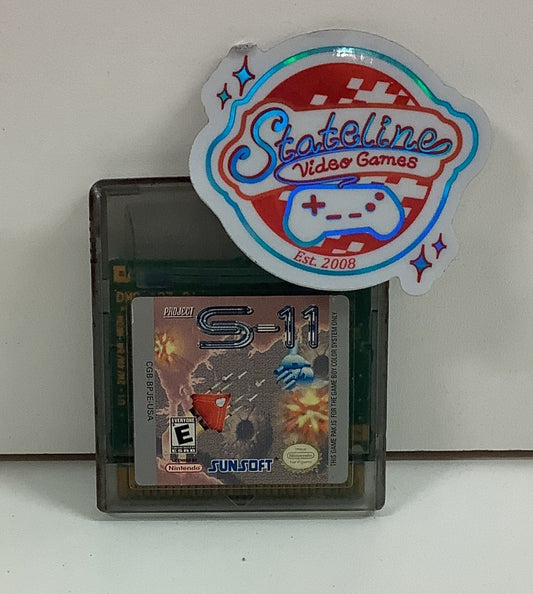 Stateline
Video Games
Est. 2008
PROJECT
S-11
CGB-BPJE-USA
THIS GAME PAK IS FOR THE GAME BOY COLOR SYSTEM ONLY
EVERYONE
E
ESRB
Nintendo
SUNSOFT
Nintendo